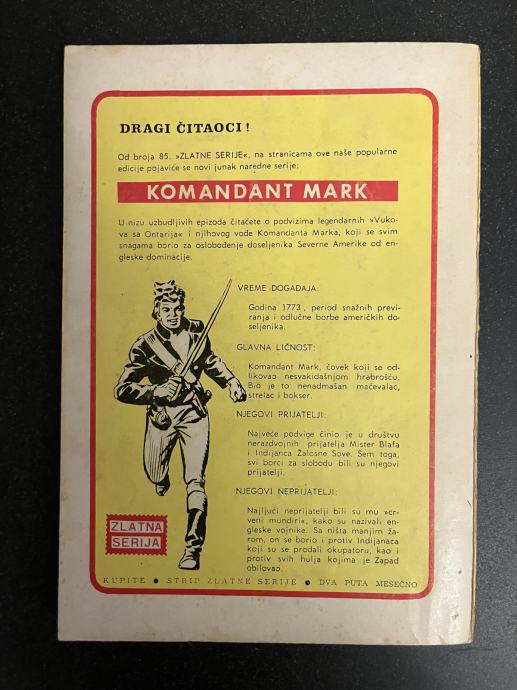 DRAGI ČITAOCI!
Od broja 85. »ZLATNE SERIJE«, na stranicama ove naše popularne
edicije pojaviće se novi junak naredne serije:
KOMANDANT MARK
U nizu uzbudljivih epizoda čitaćete o podvizima legendarnih »Vuko-
va sa Ontarija« i njihovog vođe Komandanta Marka, koji se svim
snagama borio za oslobođenje doseljenika Severne Amerike od en-
gleske dominacije.
VREME DOGAĐAJA:
Godina 1773, period snažnih previ-
ranja i odlučne borbe američkih do-
seljenika.
GLAVNA LIČNOST:
Komandant Mark, čovek koji se od-
likovao nesvakidašnjom hrabrošću.
Bio je to nenadmašan mačevalac,
strelac i bokser.
NJEGOVI PRIJATELJI:
Najveće podvige činio je u društvu
nerazdvojnih prijatelja Mister Blafa
i Indijanca Žalosne Sove. Sem toga,
svi borci za slobodu bili su njegovi
prijatelji.
NJEGOVI NEPRIJATELJI:
Najljući neprijatelji bili su mu »cr-
veni mundiri«, kako su nazivali en-
gleske vojnike. Sa ništa manjim ža-
rom, on se borio i protiv Indijanaca
koji su se prodali okupatoru, kao i
protiv svih hulja kojima je Zapad
obilovao.
ZLATNA
SERIJA
KUPITE ● STRIP ZLATNE SERIJE ● DVA PUTA MESEČNO